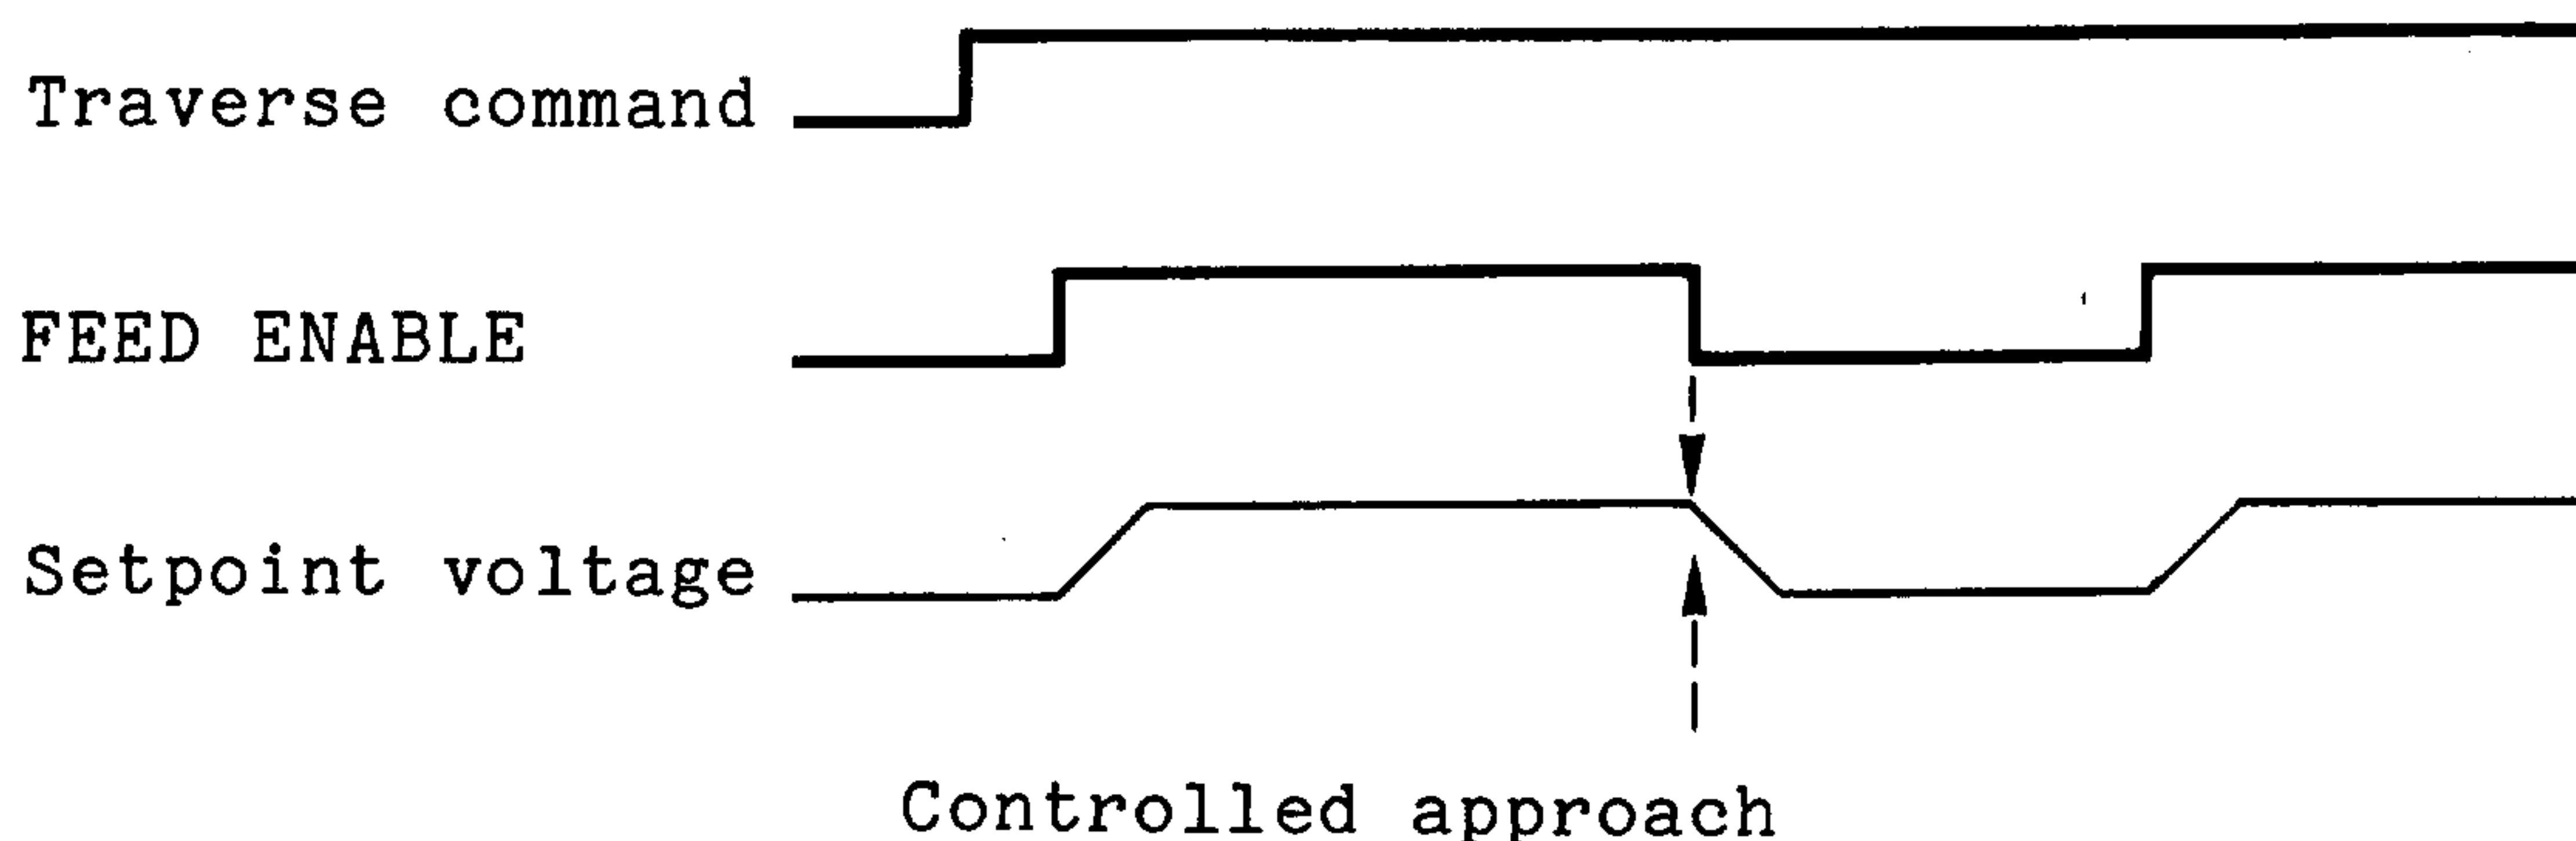 Traverse command
FEED ENABLE
Setpoint voltage
Controlled approach